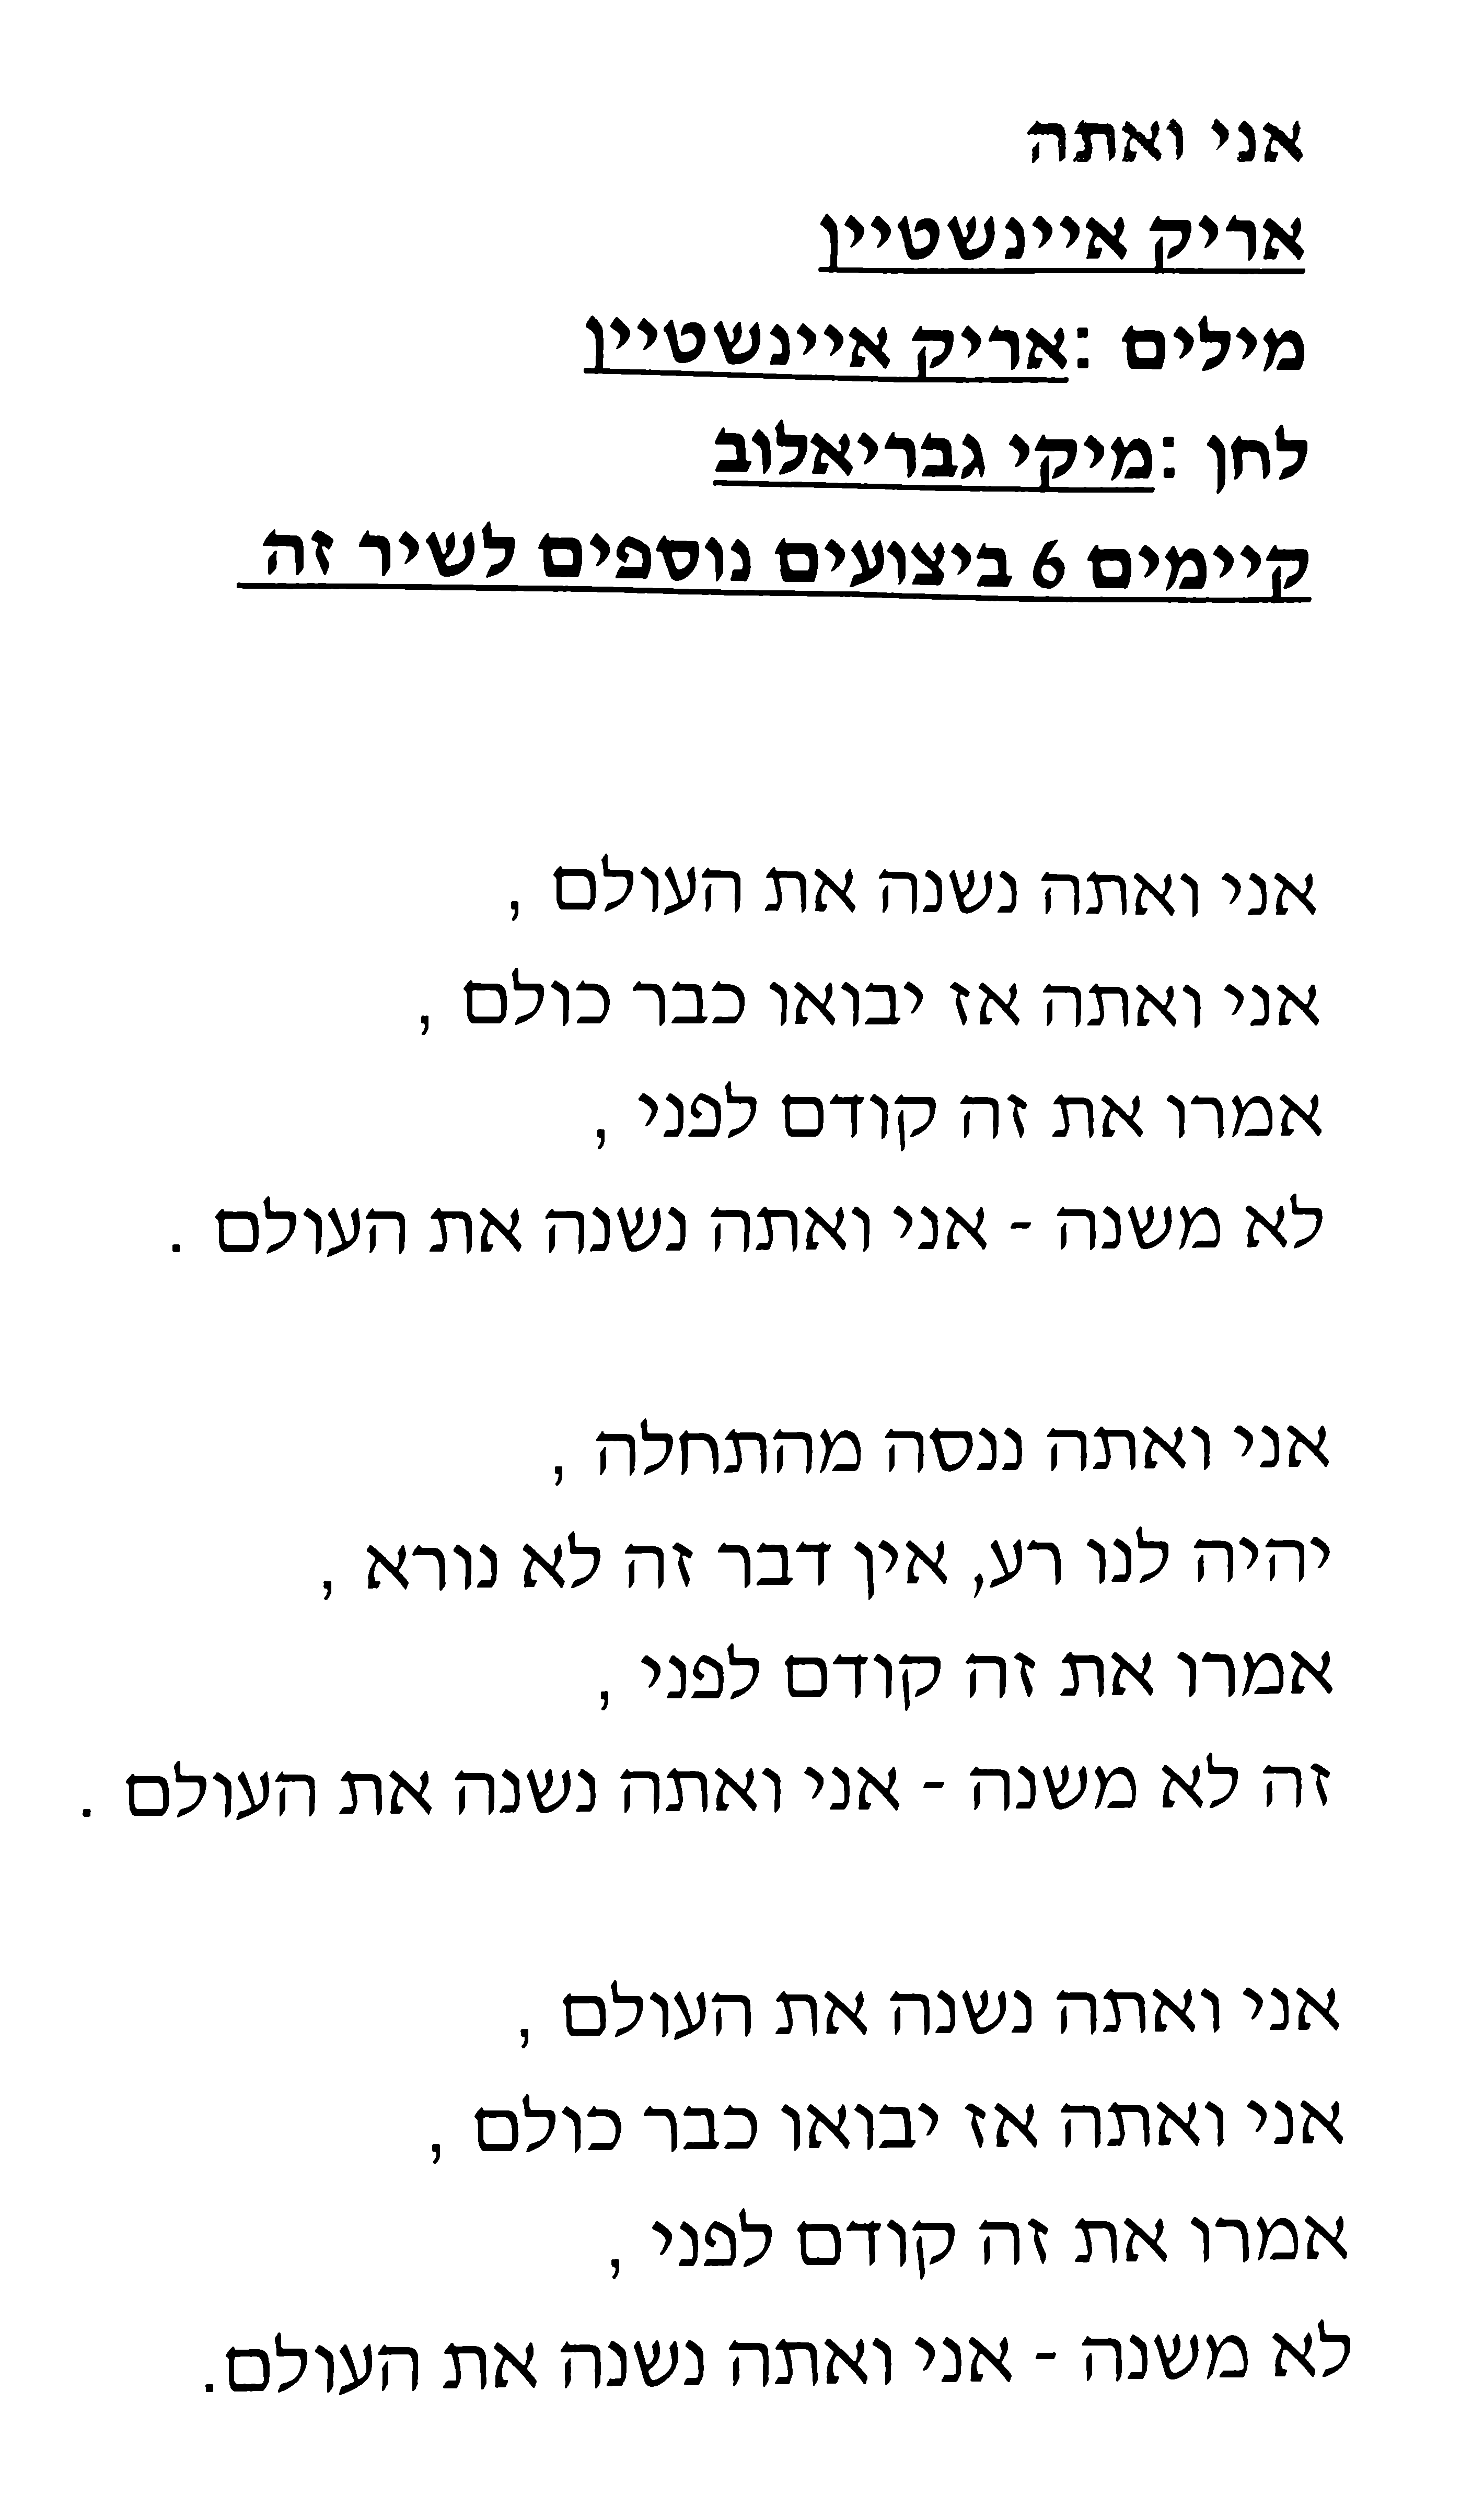 אני ואתה
אריק איינשטיין
מילים :אריק איינשטיין
לחן :מיקי גבריאלוב
קיימים 6 ביצועים נוספים לשיר זה
אני ואתה נשנה את העולם ,
אני ואתה אז יבואו כבר כולם ,
אמרו את זה קודם לפני ,
לא משנה - אני ואתה נשנה את העולם .
אני ואתה ננסה מהתחלה ,
יהיה לנו רע, אין דבר זה לא נורא ,
אמרו את זה קודם לפני ,
זה לא משנה - אני ואתה נשנה את העולם .
אני ואתה נשנה את העולם ,
אני ואתה אז יבואו כבר כולם ,
אמרו את זה קודם לפני ,
לא משנה - אני ואתה נשנה את העולם.